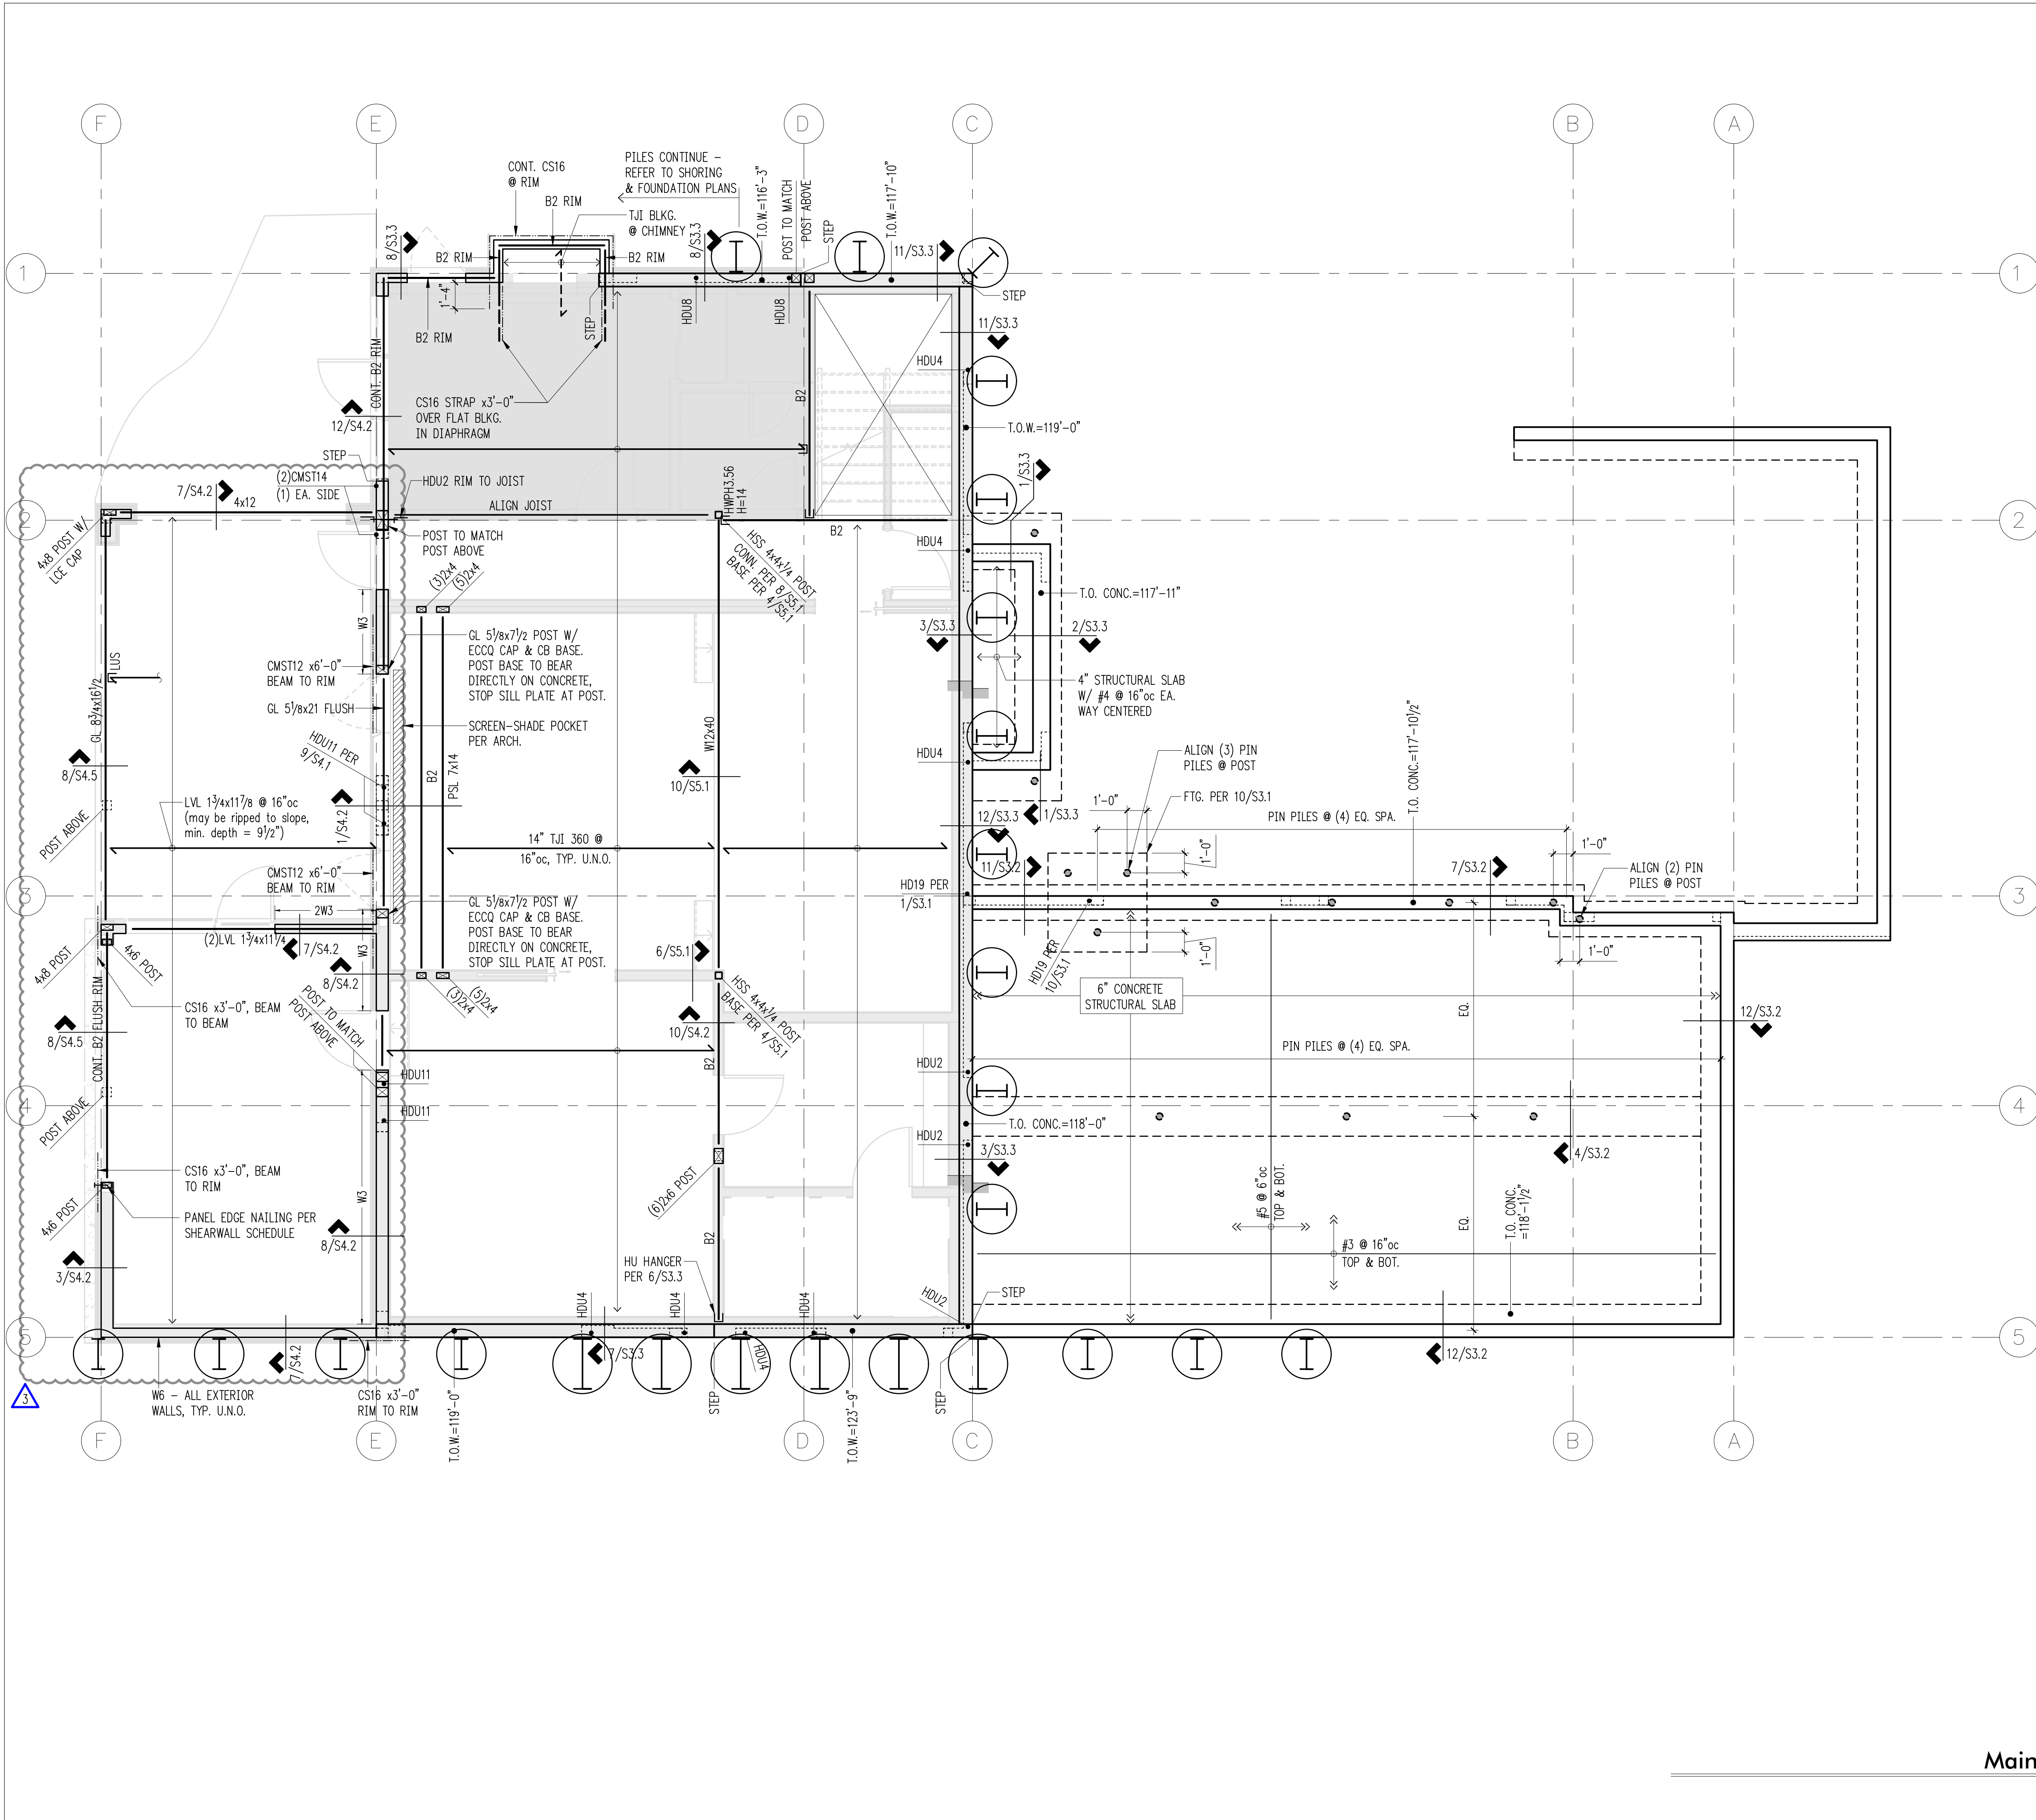 F
E
D
C
B
A
PILES CONTINUE –
REFER TO SHORING
& FOUNDATION PLANS
CONT. CS16
@ RIM
B2 RIM
TJI BLKG.
@ CHIMNEY
T.O.W.=116'-3"
POST TO MATCH
POST ABOVE
STEP
T.O.W.=117'-10"
8/S3.3
8/S3.3
11/S3.3
B2 RIM
B2 RIM
1
1
1'-4"
STEP
HDU8
HDU8
STEP
B2 RIM
11/S3.3
CONT. B2 RIM
HDU4
B2
CS16 STRAP x3'-0"
OVER FLAT BLKG.
IN DIAPHRAGM
12/S4.2
T.O.W.=119'-0"
STEP
(2)CMST14
(1) EA. SIDE
HDU2 RIM TO JOIST
7/S4.2
4x12
ALIGN JOIST
HWPH3.56
H=14
1/S3.3
2
2
4x8 POST W/
LCE CAP
POST TO MATCH
POST ABOVE
B2
HSS 4x4x1/4 POST
CONN. PER 8/S5.1
BASE PER 4/S5.1
HDU4
(3)2x4
(5)2x4
T.O. CONC.=117'-11"
W3
GL 5 1/8x7 1/2 POST W/
ECCQ CAP & CB BASE.
POST BASE TO BEAR
DIRECTLY ON CONCRETE,
STOP SILL PLATE AT POST.
3/S3.3
2/S3.3
LUS
CMST12 x6'-0"
BEAM TO RIM
4" STRUCTURAL SLAB
W/ #4 @ 16"oc EA.
WAY CENTERED
GL 8 3/4x16 1/2
GL 5 1/8x21 FLUSH
SCREEN-SHADE POCKET
PER ARCH.
W12x40
T.O. CONC.=117'-10 1/2"
HDU11 PER
9/S4.1
B2
PSL 7x14
HDU4
ALIGN (3) PIN
PILES @ POST
8/S4.5
10/S5.1
LVL 1 3/4x11 7/8 @ 16"oc
(may be ripped to slope,
min. depth = 9 1/2")
1'-0"
FTG. PER 10/S3.1
POST ABOVE
1/S4.2
12/S3.3
1/S3.3
PIN PILES @ (4) EQ. SPA.
14" TJI 360 @
16"oc, TYP. U.N.O.
1'-0"
1'-0"
11/S3.2
7/S3.2
ALIGN (2) PIN
PILES @ POST
CMST12 x6'-0"
BEAM TO RIM
HD19 PER
1/S3.1
3
3
2W3
GL 5 1/8x7 1/2 POST W/
ECCQ CAP & CB BASE.
POST BASE TO BEAR
DIRECTLY ON CONCRETE,
STOP SILL PLATE AT POST.
W3
(2)LVL 1 3/4x11 1/4
7/S4.2
4x8 POST
4x6 POST
6/S5.1
HD19 PER
10/S3.1
1'-0"
1'-0"
8/S4.2
(3)2x4
(5)2x4
HSS 4x4x1/4 POST
BASE PER 4/S5.1
6" CONCRETE
STRUCTURAL SLAB
CONT. B2 FLUSH RIM
CS16 x3'-0", BEAM
TO BEAM
POST TO MATCH
POST ABOVE
EQ.
12/S3.2
8/S4.5
10/S4.2
PIN PILES @ (4) EQ. SPA.
B2
HDU2
HDU11
4
4
POST ABOVE
HDU11
T.O. CONC.=118'-0"
HDU2
3/S3.3
4/S3.2
CS16 x3'-0", BEAM
TO RIM
(6)2x6 POST
W3
#5 @ 6"oc
TOP & BOT.
T.O. CONC.
=118'-1 1/2"
EQ.
4x6 POST
PANEL EDGE NAILING PER
SHEARWALL SCHEDULE
8/S4.2
B2
#3 @ 16"oc
TOP & BOT.
3/S4.2
HU HANGER
PER 6/S3.3
HDU4
HDU4
HDU4
HDU2
STEP
5
5
7/S4.2
7/S3.3
HDU4
12/S3.2
3
W6 – ALL EXTERIOR
WALLS, TYP. U.N.O.
CS16 x3'-0"
RIM TO RIM
T.O.W.=119'-0"
STEP
T.O.W.=123'-9"
STEP
F
E
D
C
B
A
Main